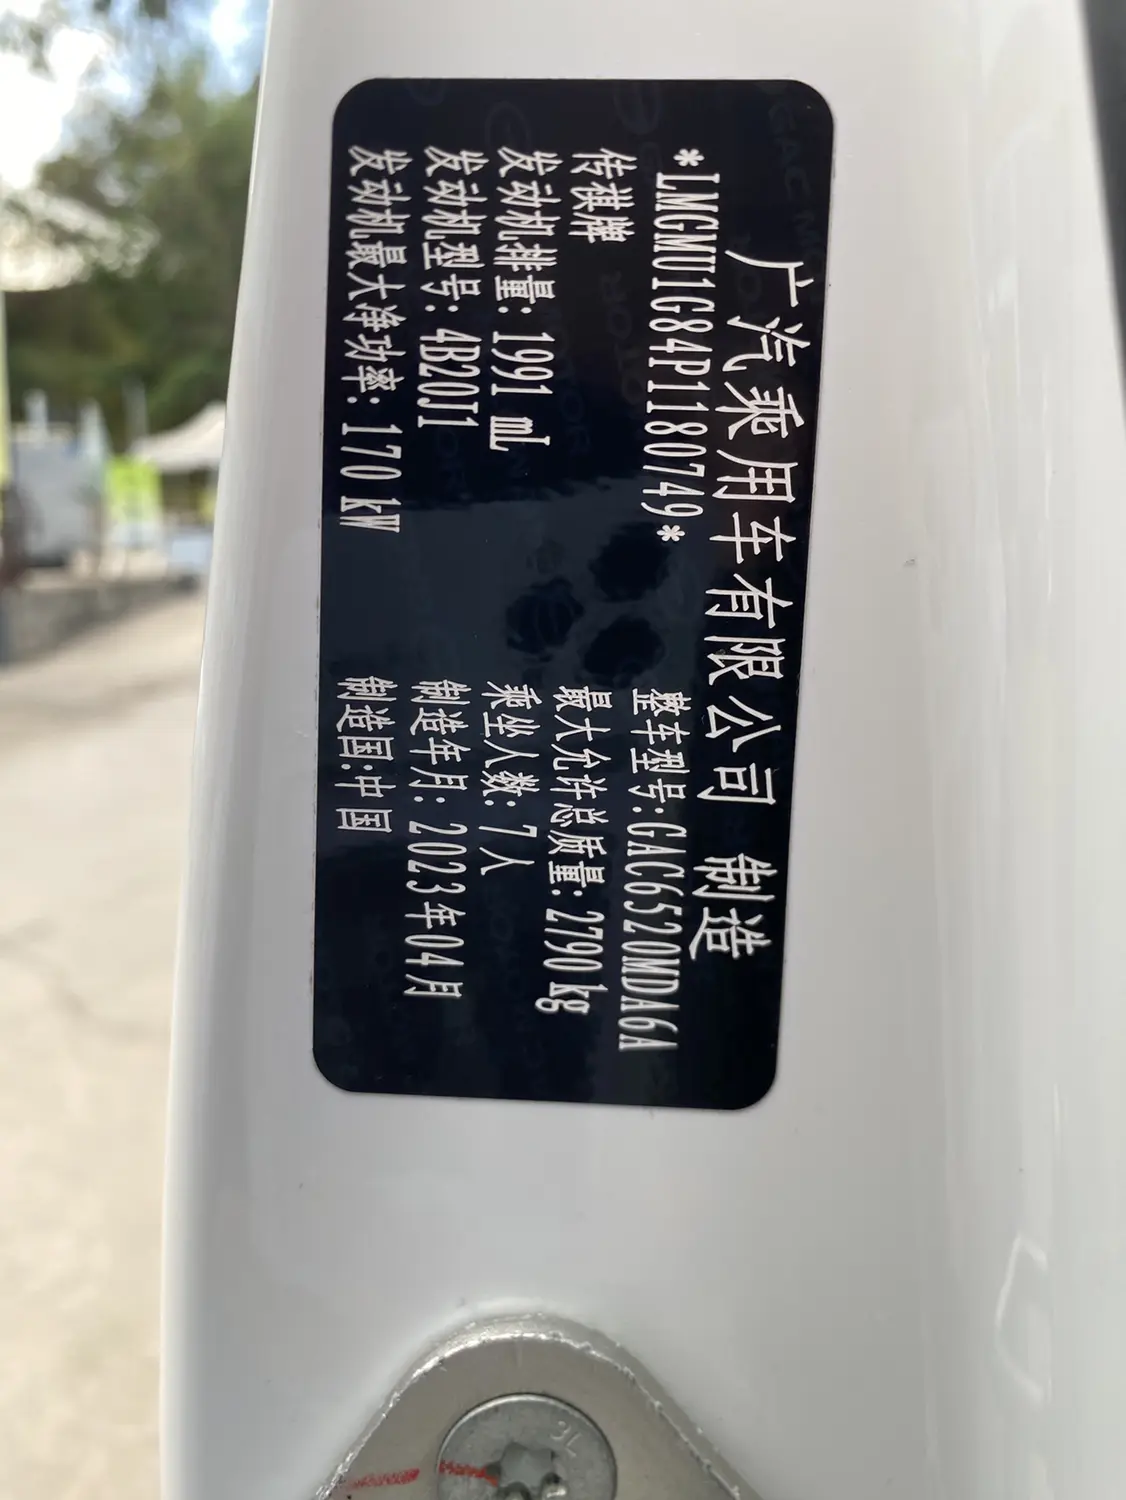 广汽乘用车有限公司 制造
*LMGMU1G84P1180749*
整车型号:GAC6520MDA6A
传祺牌
最大允许总质量:2790 kg
发动机排量:1991 mL
乘坐人数:7人
发动机型号:4B20J1
制造年月:2023年04月
发动机最大净功率:170 kW
制造国:中国